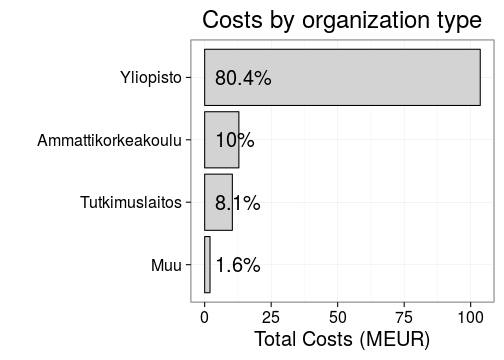 Costs by organization type
Yliopisto 80.4%
Ammattikorkeakoulu 10%
Tutkimuslaitos 8.1%
Muu 1.6%
0 25 50 75 100
Total Costs (MEUR)